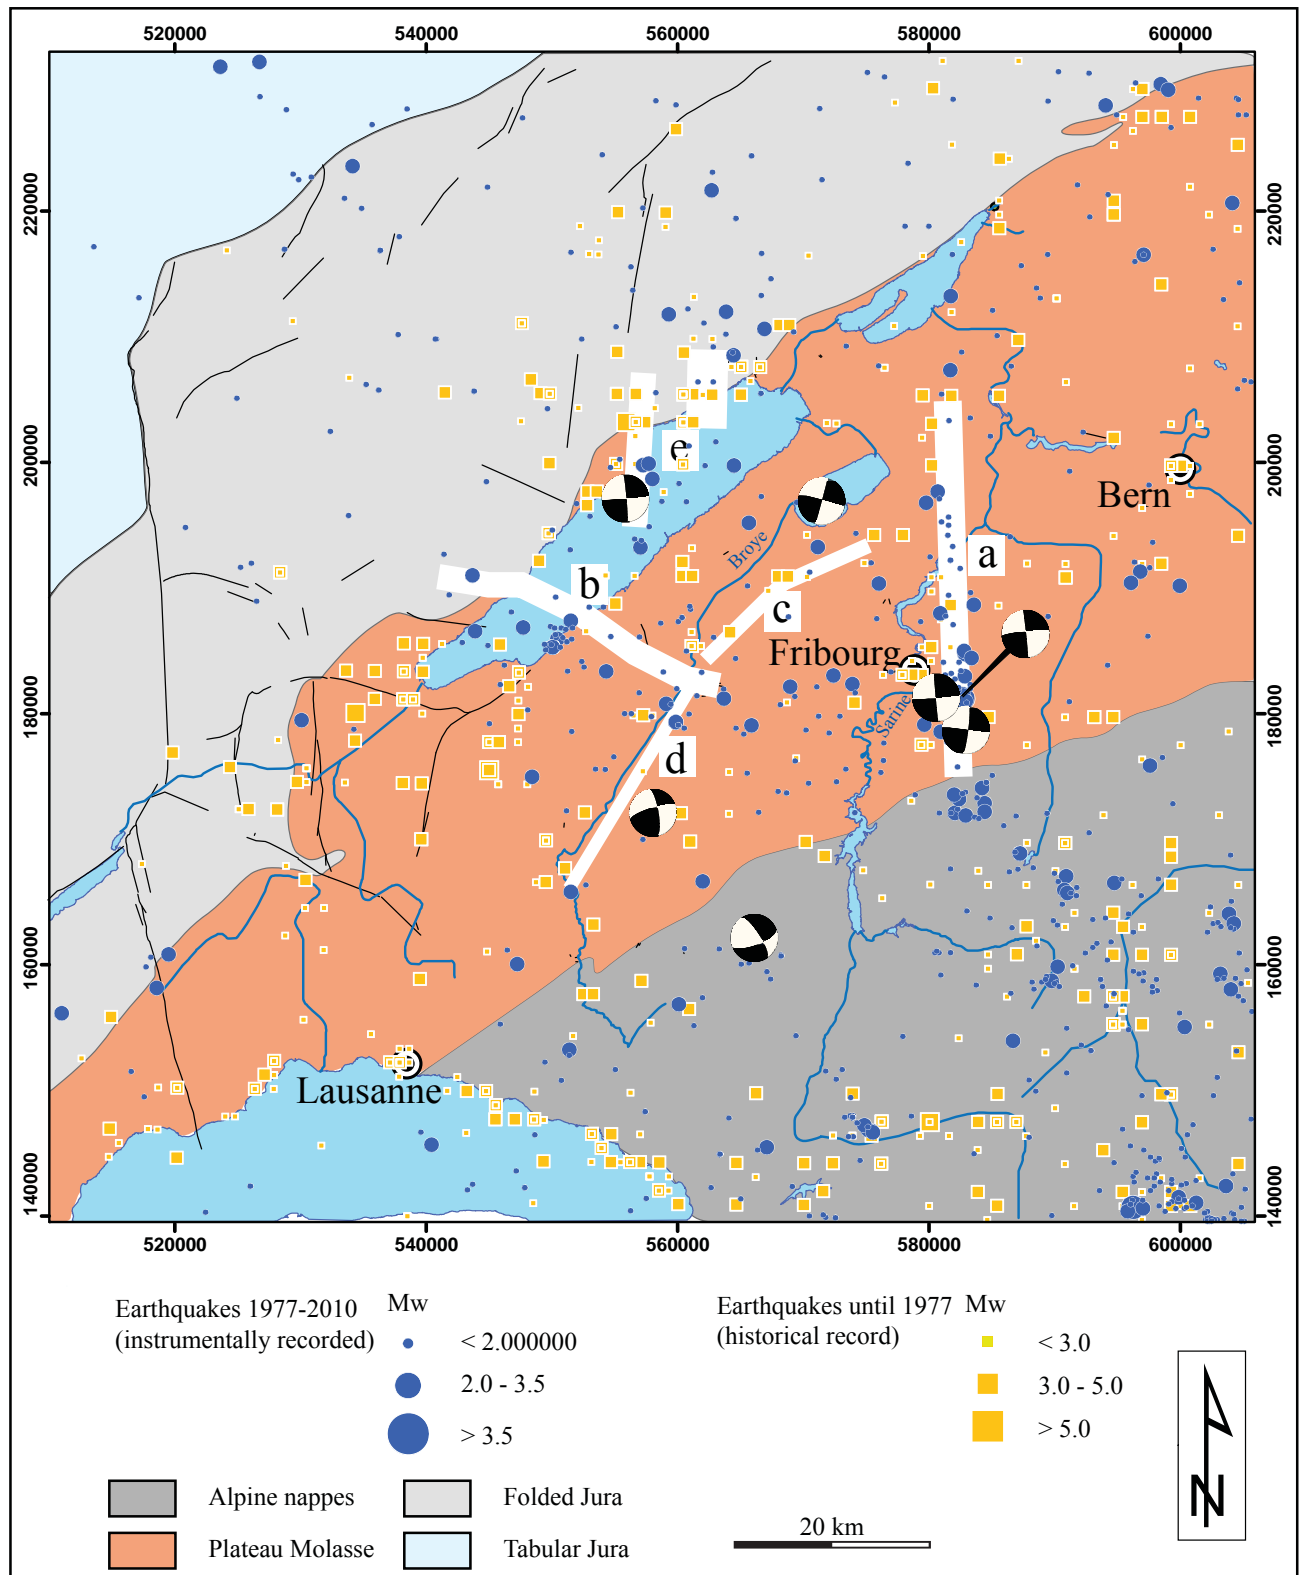 520000 540000 560000 580000 600000
220000 220000
200000 200000
180000 180000
160000 160000
140000 140000
e
Bern
Broye
a
b
c
Fribourg
Sarine
d
Lausanne
520000 540000 560000 580000 600000
Earthquakes 1977-2010 Mw
(instrumentally recorded)
< 2.000000
2.0 - 3.5
> 3.5
Earthquakes until 1977 Mw
(historical record)
< 3.0
3.0 - 5.0
> 5.0
Alpine nappes
Folded Jura
Plateau Molasse
Tabular Jura
20 km
N